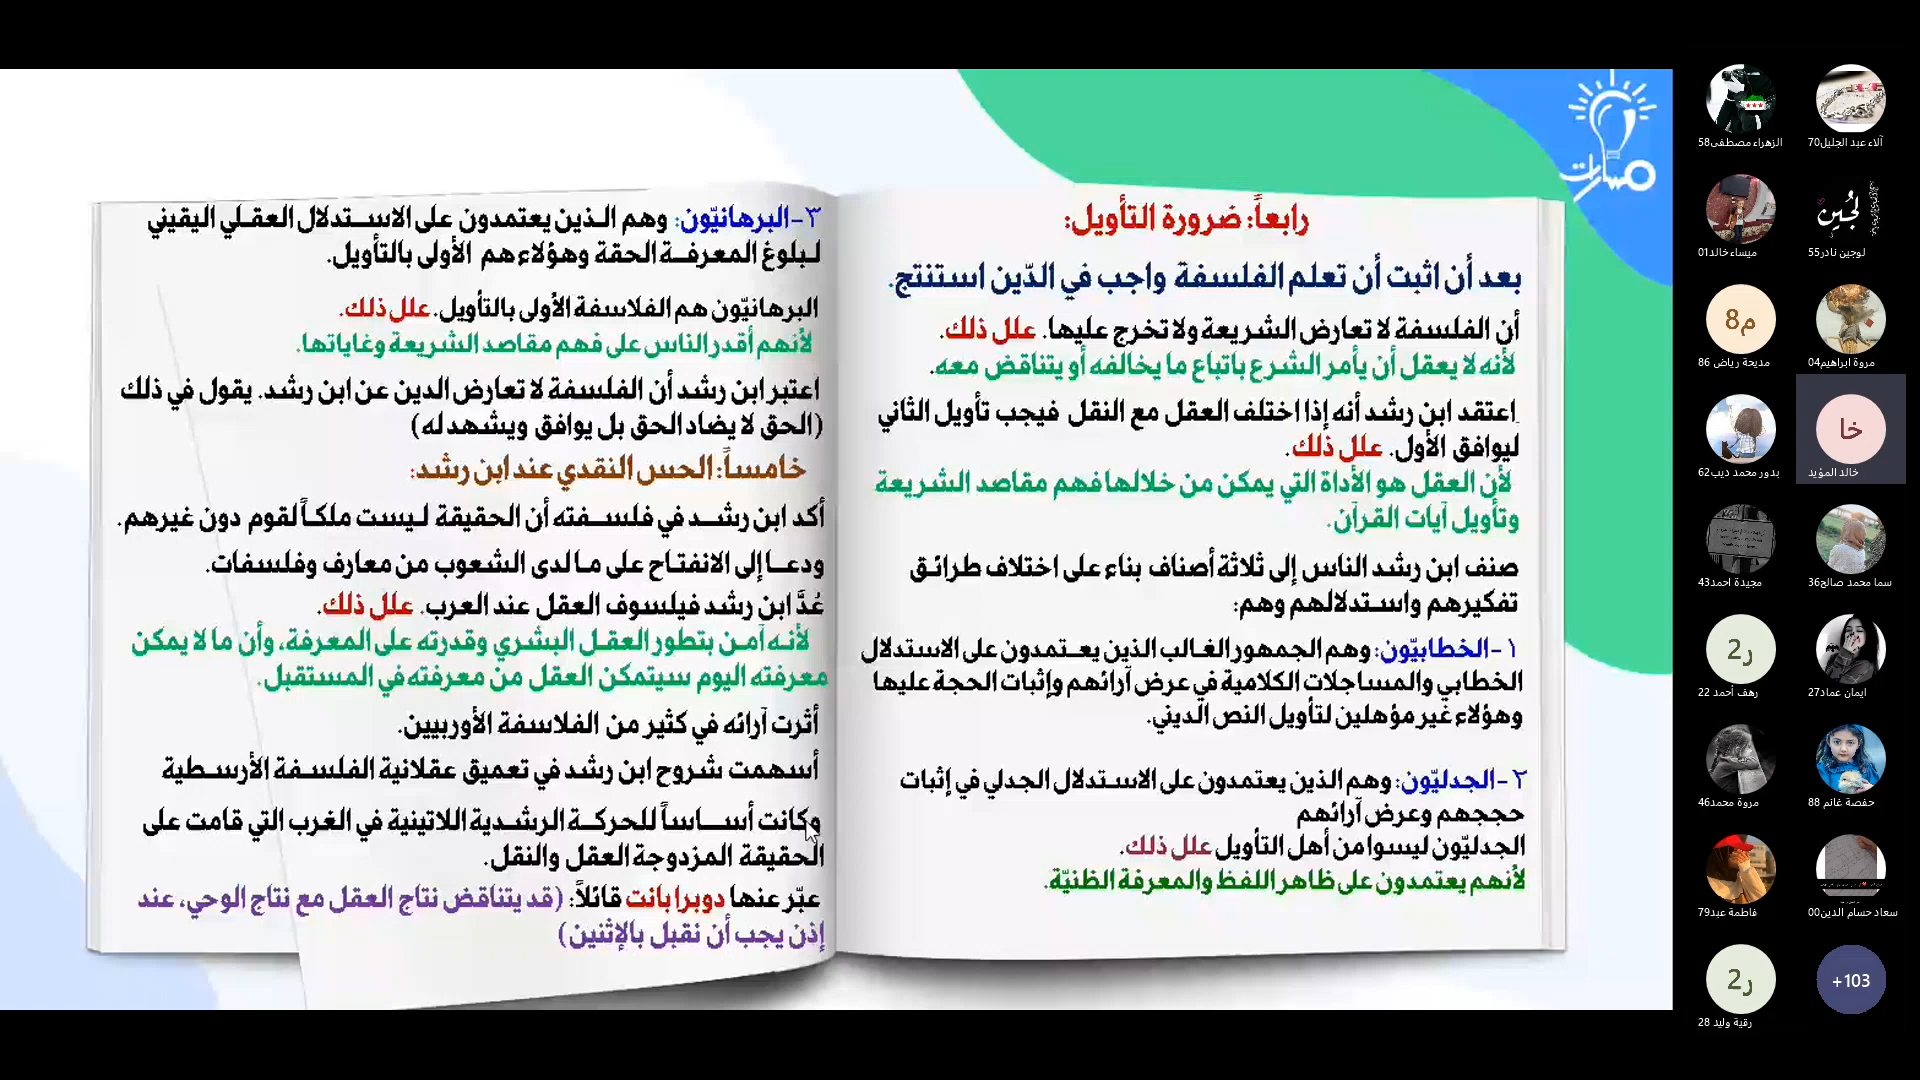 مسارات
رابعاً: ضرورة التأويل:
بعد أن اثبت أن تعلم الفلسفة واجب في الدّين استنتج.
أن الفلسفة لا تعارض الشريعة ولا تخرج عليها. علل ذلك.
لأنه لا يعقل أن يأمر الشرع باتباع ما يخالفه أو يتناقض معه.
اعتقد ابن رشد أنه إذا اختلف العقل مع النقل فيجب تأويل الثاني
ليوافق الأول. علل ذلك.
لأن العقل هو الأداة التي يمكن من خلالها فهم مقاصد الشريعة
وتأويل آيات القرآن.
صنف ابن رشد الناس إلى ثلاثة أصناف بناء على اختلاف طرائق
تفكيرهم واستدلالهم وهم:
١-الخطابيّون: وهم الجمهور الغالب الذين يعتمدون على الاستدلال
الخطابي والمساجلات الكلامية في عرض آرائهم وإثبات الحجة عليها
وهؤلاء غير مؤهلين لتأويل النص الديني.
٢-الجدليّون: وهم الذين يعتمدون على الاستدلال الجدلي في إثبات
حججهم وعرض آرائهم
الجدليّون ليسوا من أهل التأويل علل ذلك.
لأنهم يعتمدون على ظاهر اللفظ والمعرفة الظنيّة.
٣-البرهانيّون: وهم الذين يعتمدون على الاستدلال العقلي اليقيني
لبلوغ المعرفة الحقة وهؤلاء هم الأولى بالتأويل.
البرهانيّون هم الفلاسفة الأولى بالتأويل. علل ذلك.
لأنهم أقدر الناس على فهم مقاصد الشريعة وغاياتها.
اعتبر ابن رشد أن الفلسفة لا تعارض الدين عن ابن رشد. يقول في ذلك
(الحق لا يضاد الحق بل يوافق ويشهد له)
خامساً: الحس النقدي عند ابن رشد:
أكد ابن رشد في فلسفته أن الحقيقة ليست ملكاً لقوم دون غيرهم.
ودعا إلى الانفتاح على ما لدى الشعوب من معارف وفلسفات.
عُدَّ ابن رشد فيلسوف العقل عند العرب. علل ذلك.
لأنه آمن بتطور العقل البشري وقدرته على المعرفة، وأن ما لا يمكن
معرفته اليوم سيتمكن العقل من معرفته في المستقبل.
أثرت آرائه في كثير من الفلاسفة الأوربيين.
أسهمت شروح ابن رشد في تعميق عقلانية الفلسفة الأرسطية
وكانت أساساً للحركة الرشدية اللاتينية في الغرب التي قامت على
الحقيقة المزدوجة العقل والنقل.
عبّر عنها دوبرا بانت قائلاً: (قد يتناقض نتاج العقل مع نتاج الوحي، عند
إذن يجب أن نقبل بالإثنين)
آلاء عبد الجليل70
الزهراء مصطفى58
لُجين
لوجين نادر55
ميساءخالد01
مروة ابراهيم04
م8
مديحة رياض 86
خا
خالد المؤيد
بدور محمد ديب62
سما محمد صالح36
مجيدة احمد43
ايمان عماد27
ر2
رهف أحمد 22
حفصة غانم 88
مروة محمد46
سعاد حسام الدين00
فاطمة عبد79
+103
ر2
رقية وليد 28